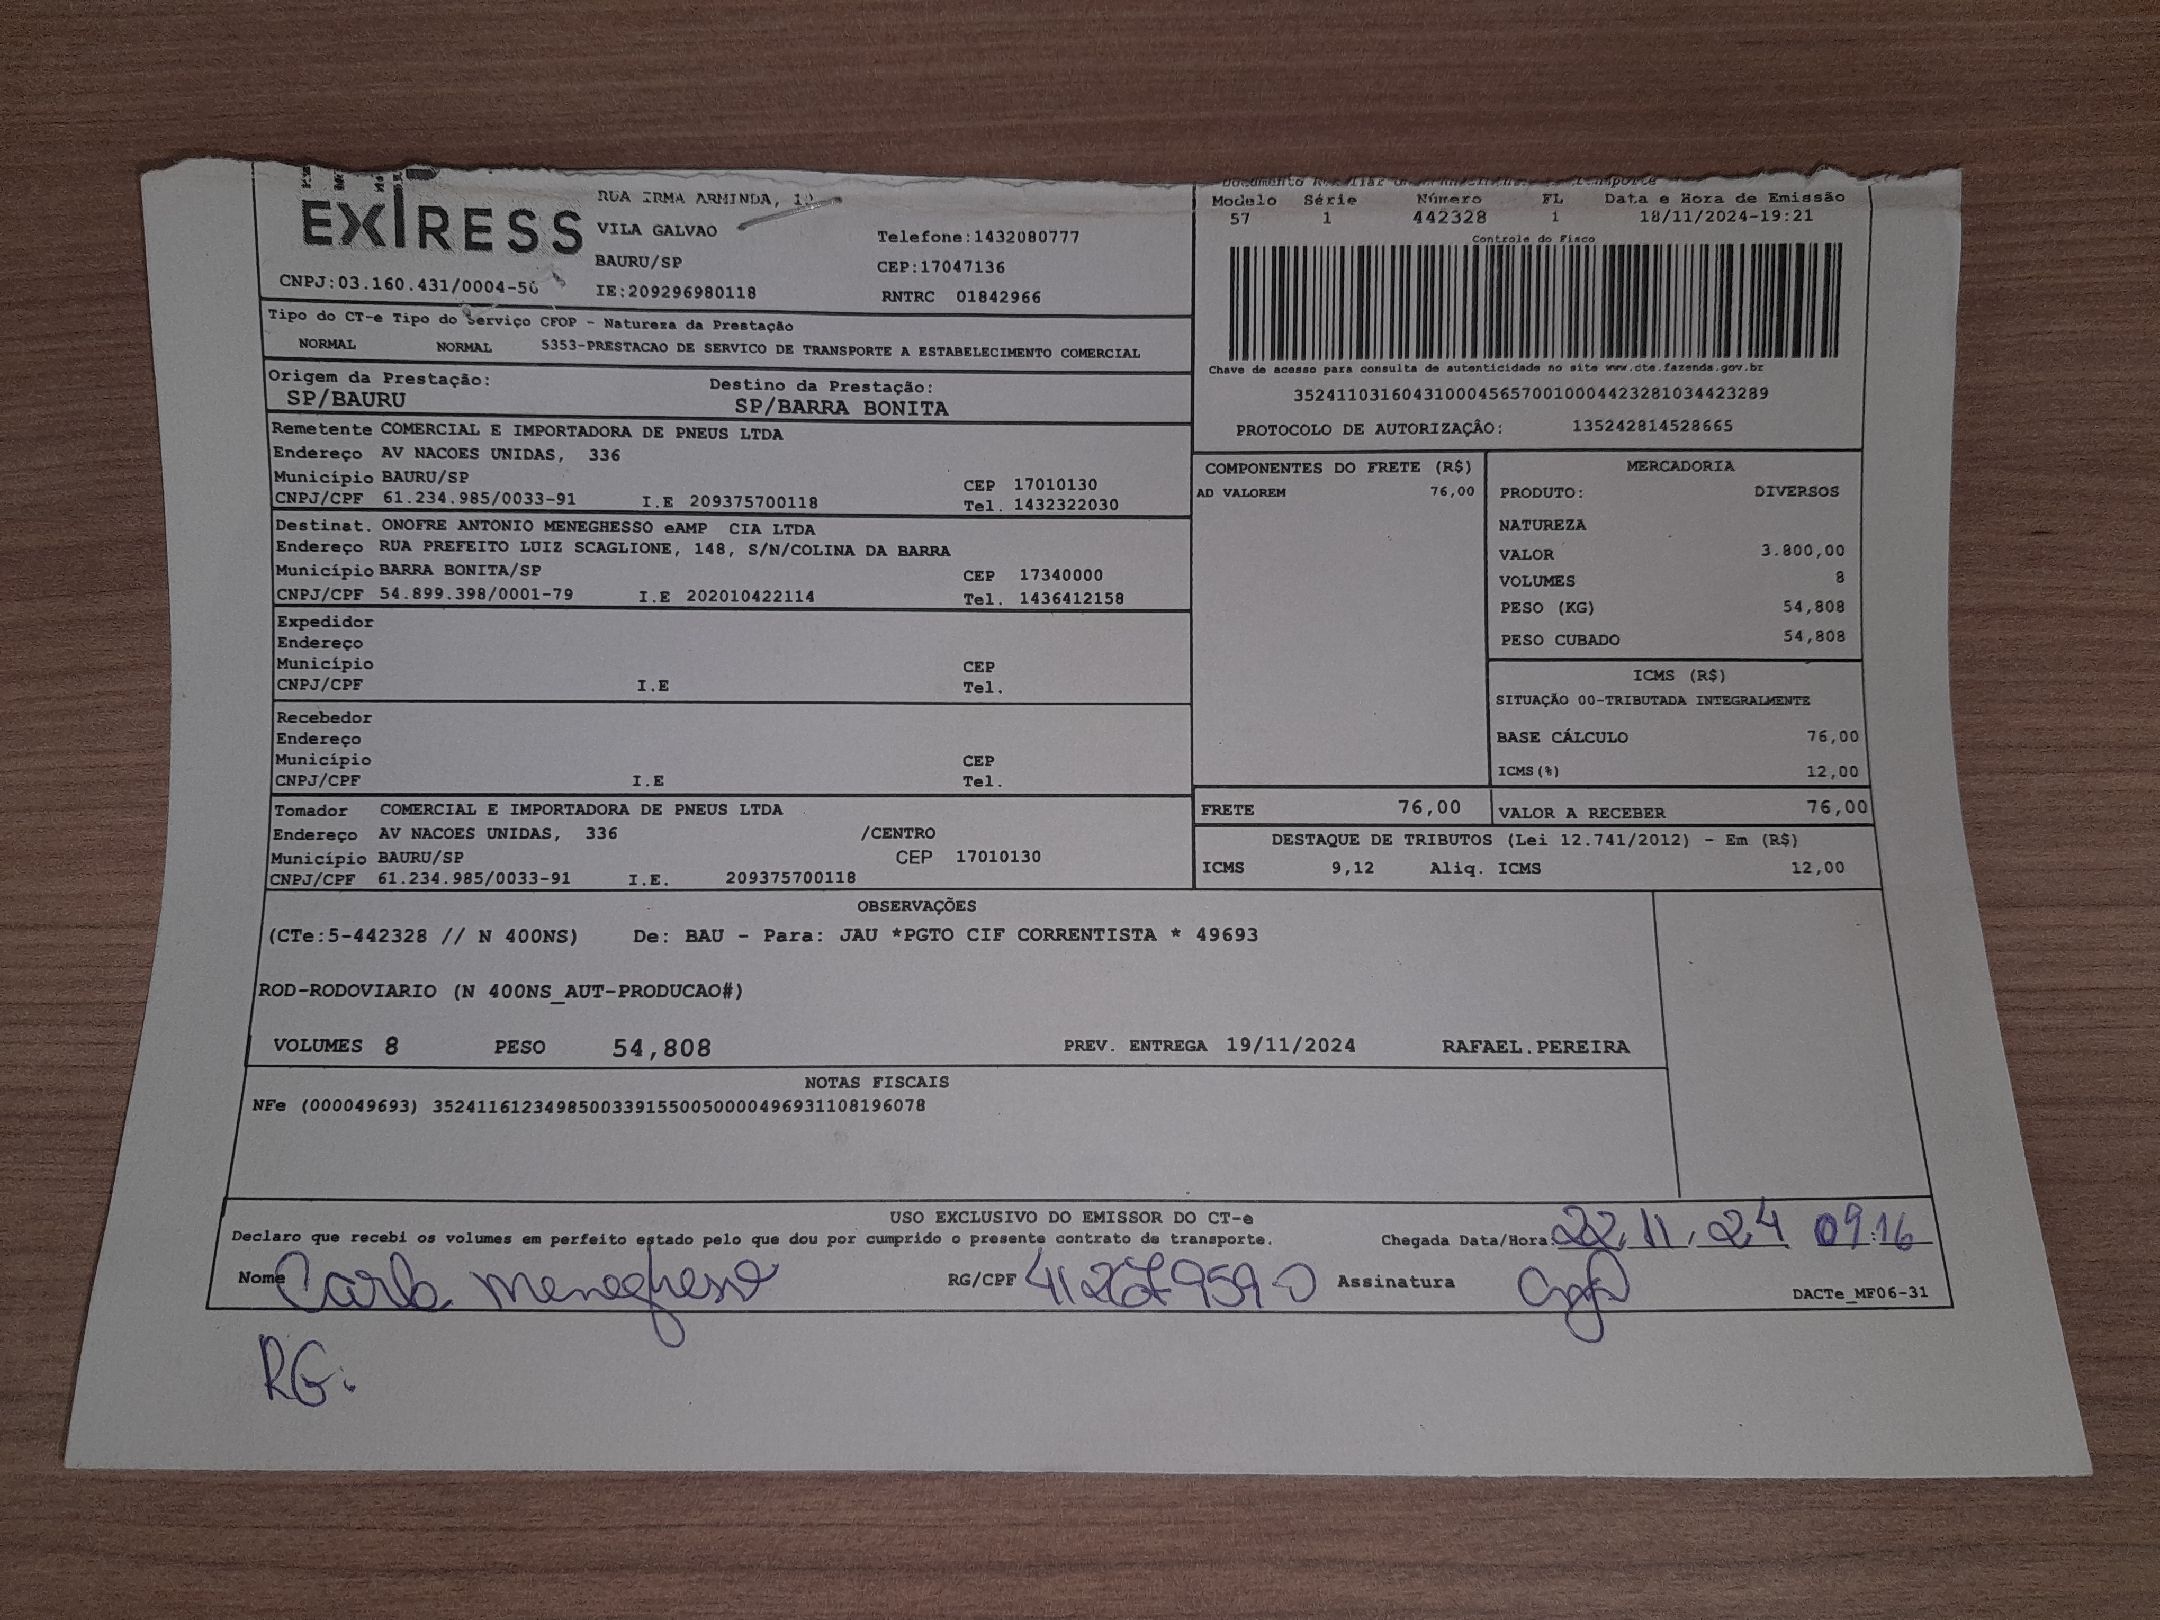 EXPRESS
RUA IRMA ARMINDA,
VILA GALVAO
Telefone:1432080777
BAURU/SP
CEP:17047136
CNPJ:03.160.431/0004-56
IE:209296980118
RNTRC 01842966
Modelo Série Número FL Data e Hora de Emissão
57 1 442328 1 18/11/2024-19:21
Controle do Fisco
Chave de acesso para consulta de autenticidade no site www.cte.fazenda.gov.br
35241103160431000456570010004423281034423289
PROTOCOLO DE AUTORIZAÇÃO: 135242814528665
Tipo do CT-e Tipo do Serviço CFOP - Natureza da Prestação
NORMAL NORMAL 5353-PRESTACAO DE SERVICO DE TRANSPORTE A ESTABELECIMENTO COMERCIAL
Origem da Prestação: Destino da Prestação:
SP/BAURU SP/BARRA BONITA
Remetente COMERCIAL E IMPORTADORA DE PNEUS LTDA
Endereço AV NACOES UNIDAS, 336
Município BAURU/SP CEP 17010130
CNPJ/CPF 61.234.985/0033-91 I.E 209375700118 Tel. 1432322030
Destinat. ONOFRE ANTONIO MENEGHESSO eAMP CIA LTDA
Endereço RUA PREFEITO LUIZ SCAGLIONE, 148, S/N/COLINA DA BARRA
Município BARRA BONITA/SP CEP 17340000
CNPJ/CPF 54.899.398/0001-79 I.E 202010422114 Tel. 1436412158
Expedidor
Endereço
Município CEP
CNPJ/CPF I.E Tel.
Recebedor
Endereço
Município CEP
CNPJ/CPF I.E Tel.
Tomador COMERCIAL E IMPORTADORA DE PNEUS LTDA
Endereço AV NACOES UNIDAS, 336 /CENTRO
Município BAURU/SP CEP 17010130
CNPJ/CPF 61.234.985/0033-91 I.E. 209375700118
COMPONENTES DO FRETE (R$)
AD VALOREM 76,00
MERCADORIA
PRODUTO: DIVERSOS
NATUREZA
VALOR 3.800,00
VOLUMES 8
PESO (KG) 54,808
PESO CUBADO 54,808
ICMS (R$)
SITUAÇÃO 00-TRIBUTADA INTEGRALMENTE
BASE CÁLCULO 76,00
ICMS(%) 12,00
FRETE 76,00 VALOR A RECEBER 76,00
DESTAQUE DE TRIBUTOS (Lei 12.741/2012) - Em (R$)
ICMS 9,12 Aliq. ICMS 12,00
OBSERVAÇÕES
(CTe:5-442328 // N 400NS) De: BAU - Para: JAU *PGTO CIF CORRENTISTA * 49693
ROD-RODOVIARIO (N 400NS_AUT-PRODUCAO#)
VOLUMES 8 PESO 54,808 PREV. ENTREGA 19/11/2024 RAFAEL.PEREIRA
NOTAS FISCAIS
NFe (000049693) 35241161234985003391550050000496931108196078
USO EXCLUSIVO DO EMISSOR DO CT-e
Declaro que recebi os volumes em perfeito estado pelo que dou por cumprido o presente contrato de transporte. Chegada Data/Hora: 22.11.24 09:16
Nome Carla Meneghesso RG/CPF 41267959-0 Assinatura
DACTe_MF06-31
RG: